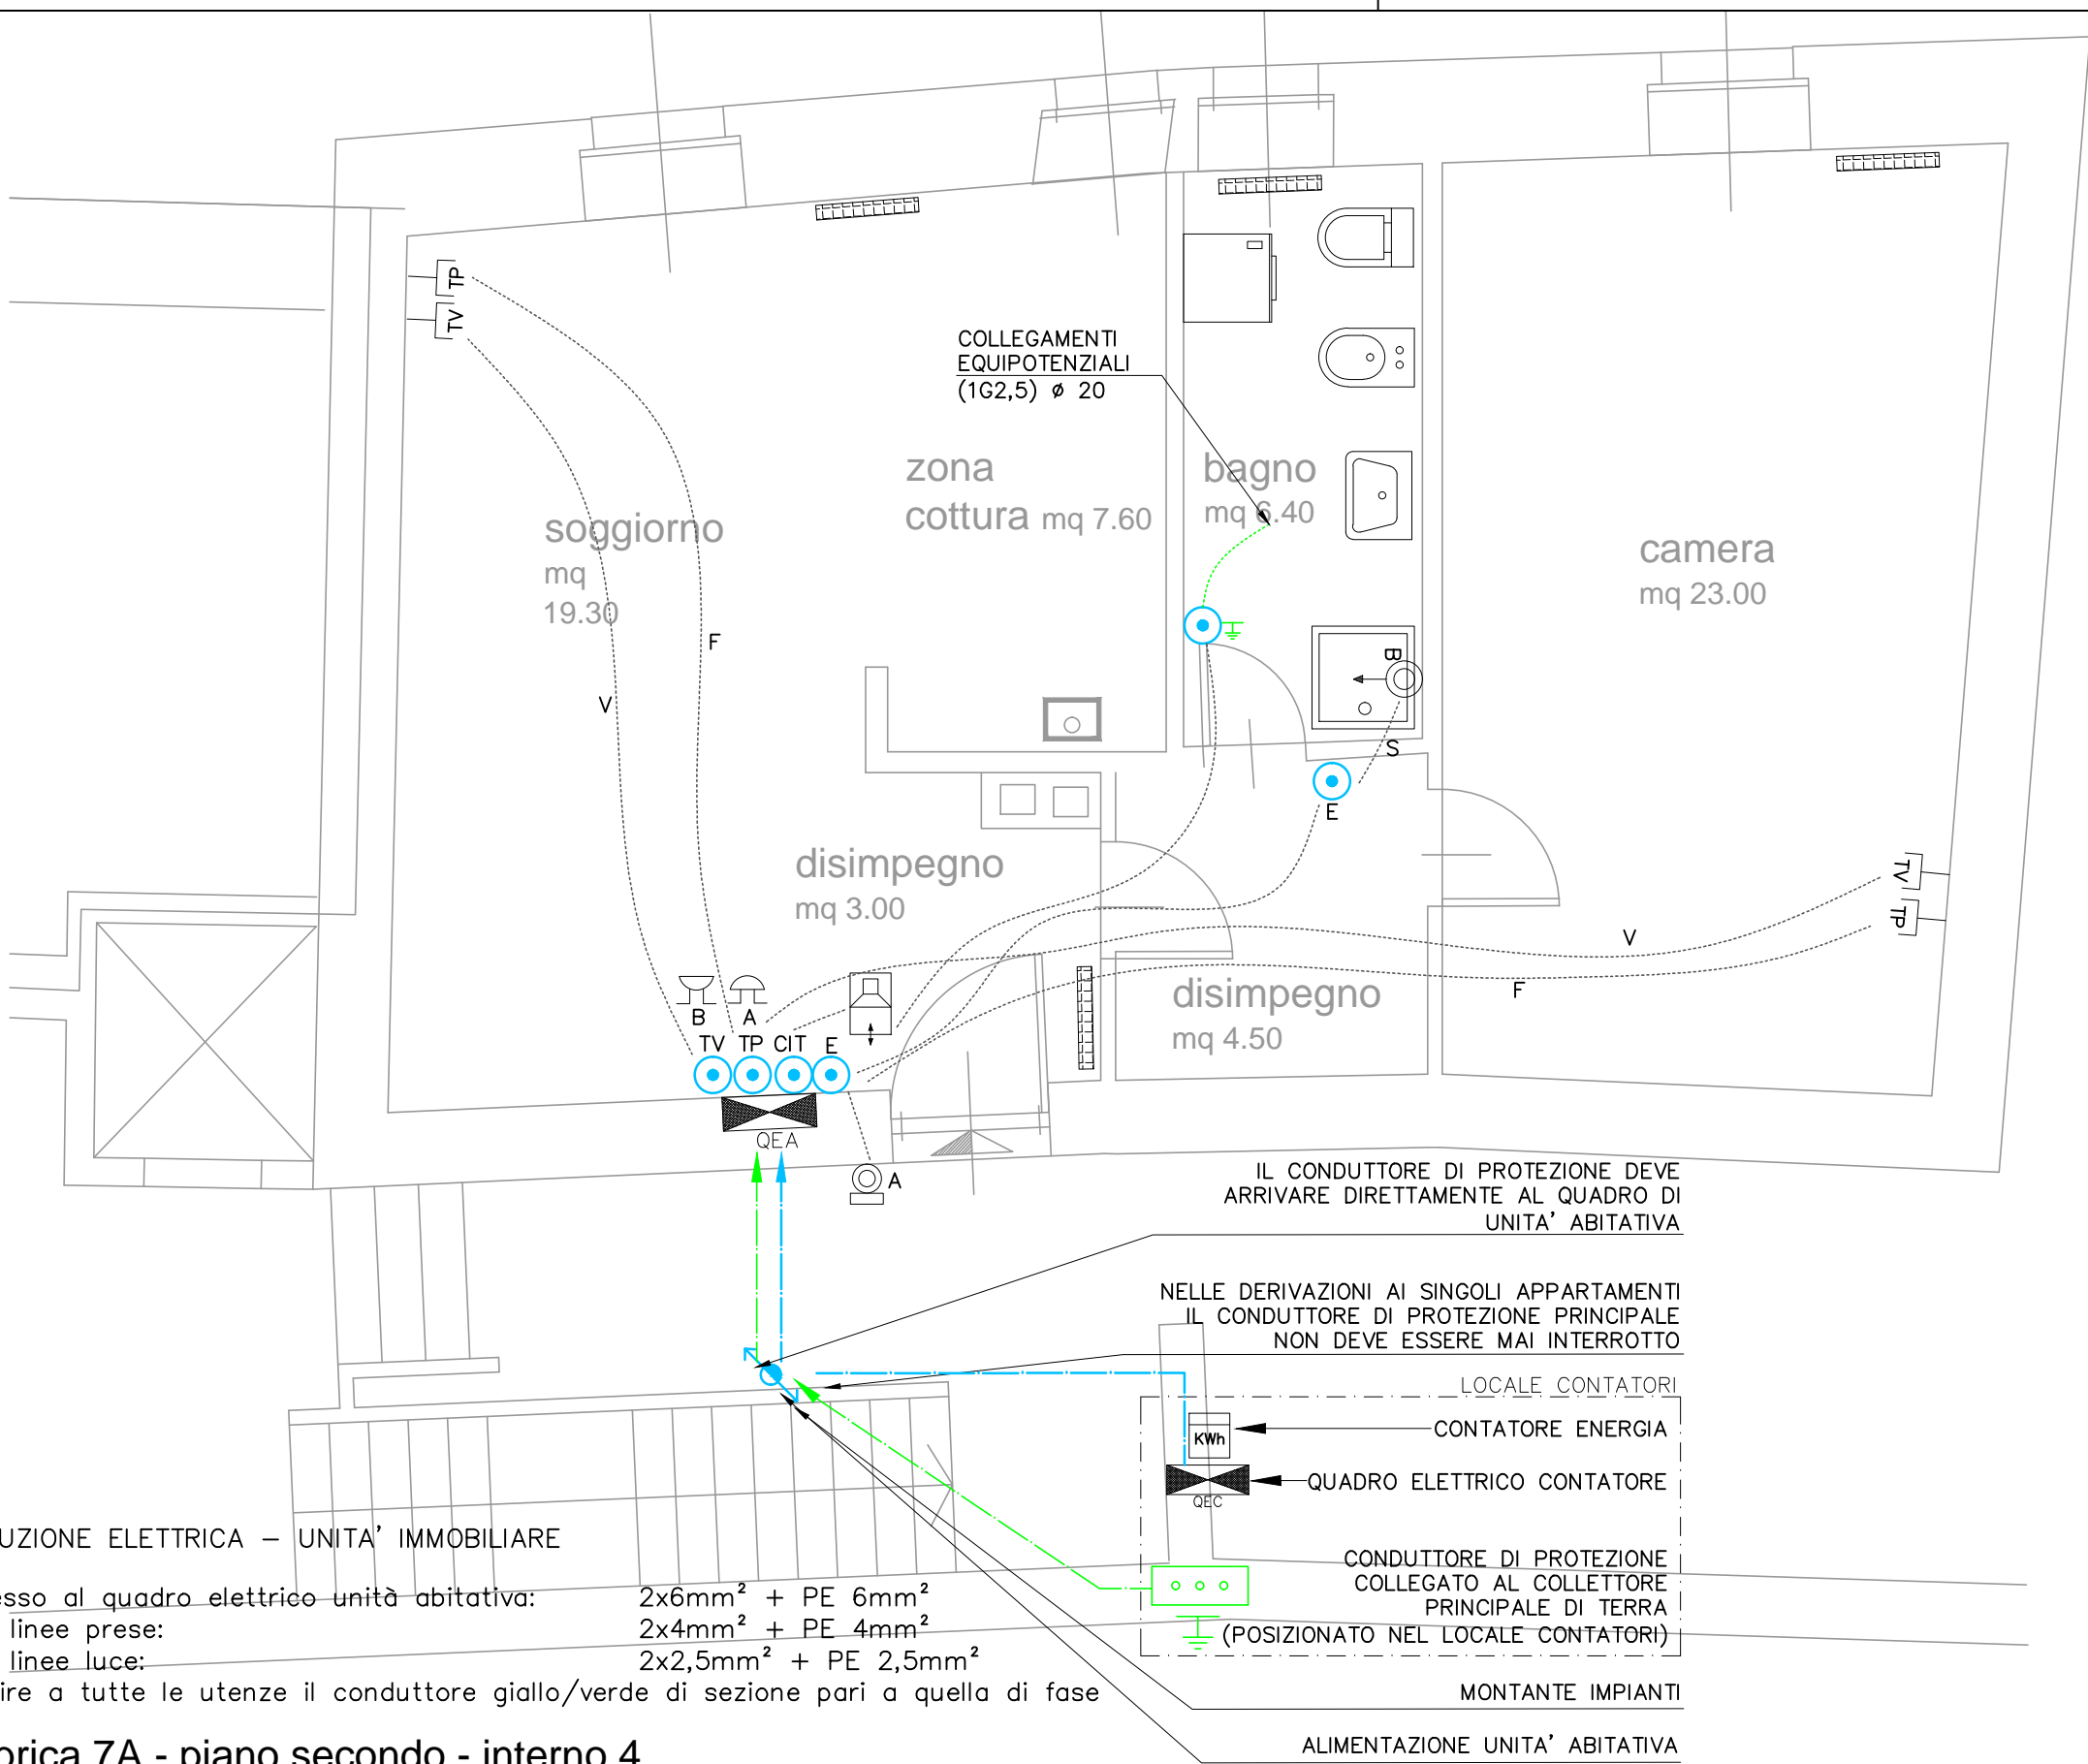 TP
TV
COLLEGAMENTI
EQUIPOTENZIALI
(1G2,5) ø 20
zona
cottura mq 7.60
bagno
mq 6.40
soggiorno
mq
19.30
camera
mq 23.00
F
V
B
S
E
disimpegno
mq 3.00
TV
TP
V
F
disimpegno
mq 4.50
B
A
TV
TP
CIT
E
QEA
A
IL CONDUTTORE DI PROTEZIONE DEVE
ARRIVARE DIRETTAMENTE AL QUADRO DI
UNITA' ABITATIVA
NELLE DERIVAZIONI AI SINGOLI APPARTAMENTI
IL CONDUTTORE DI PROTEZIONE PRINCIPALE
NON DEVE ESSERE MAI INTERROTTO
LOCALE CONTATORI
KWh
CONTATORE ENERGIA
QUADRO ELETTRICO CONTATORE
QEC
CONDUTTORE DI PROTEZIONE
COLLEGATO AL COLLETTORE
PRINCIPALE DI TERRA
(POSIZIONATO NEL LOCALE CONTATORI)
MONTANTE IMPIANTI
ALIMENTAZIONE UNITA' ABITATIVA
UZIONE ELETTRICA – UNITA' IMMOBILIARE
esso al quadro elettrico unità abitativa: 2x6mm² + PE 6mm²
linee prese: 2x4mm² + PE 4mm²
linee luce: 2x2,5mm² + PE 2,5mm²
ire a tutte le utenze il conduttore giallo/verde di sezione pari a quella di fase
orica 7A - piano secondo - interno 4